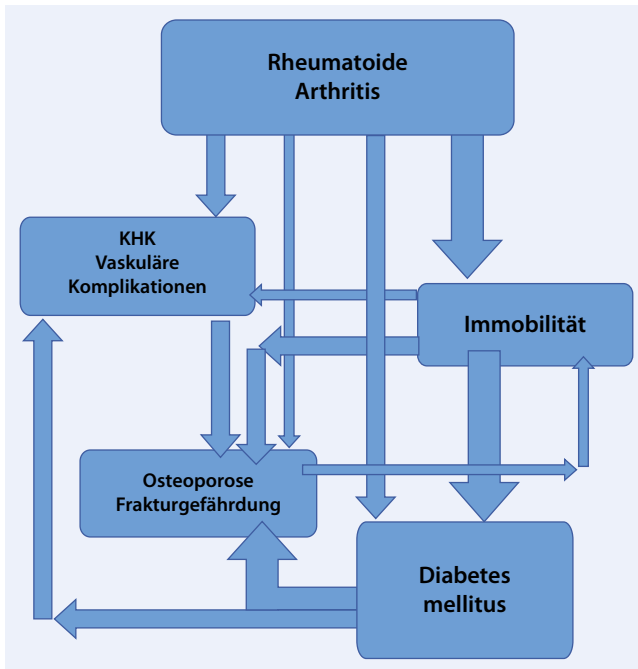 Rheumatoide
Arthritis
KHK
Vaskuläre
Komplikationen
Immobilität
Osteoporose
Frakturgefährdung
Diabetes
mellitus